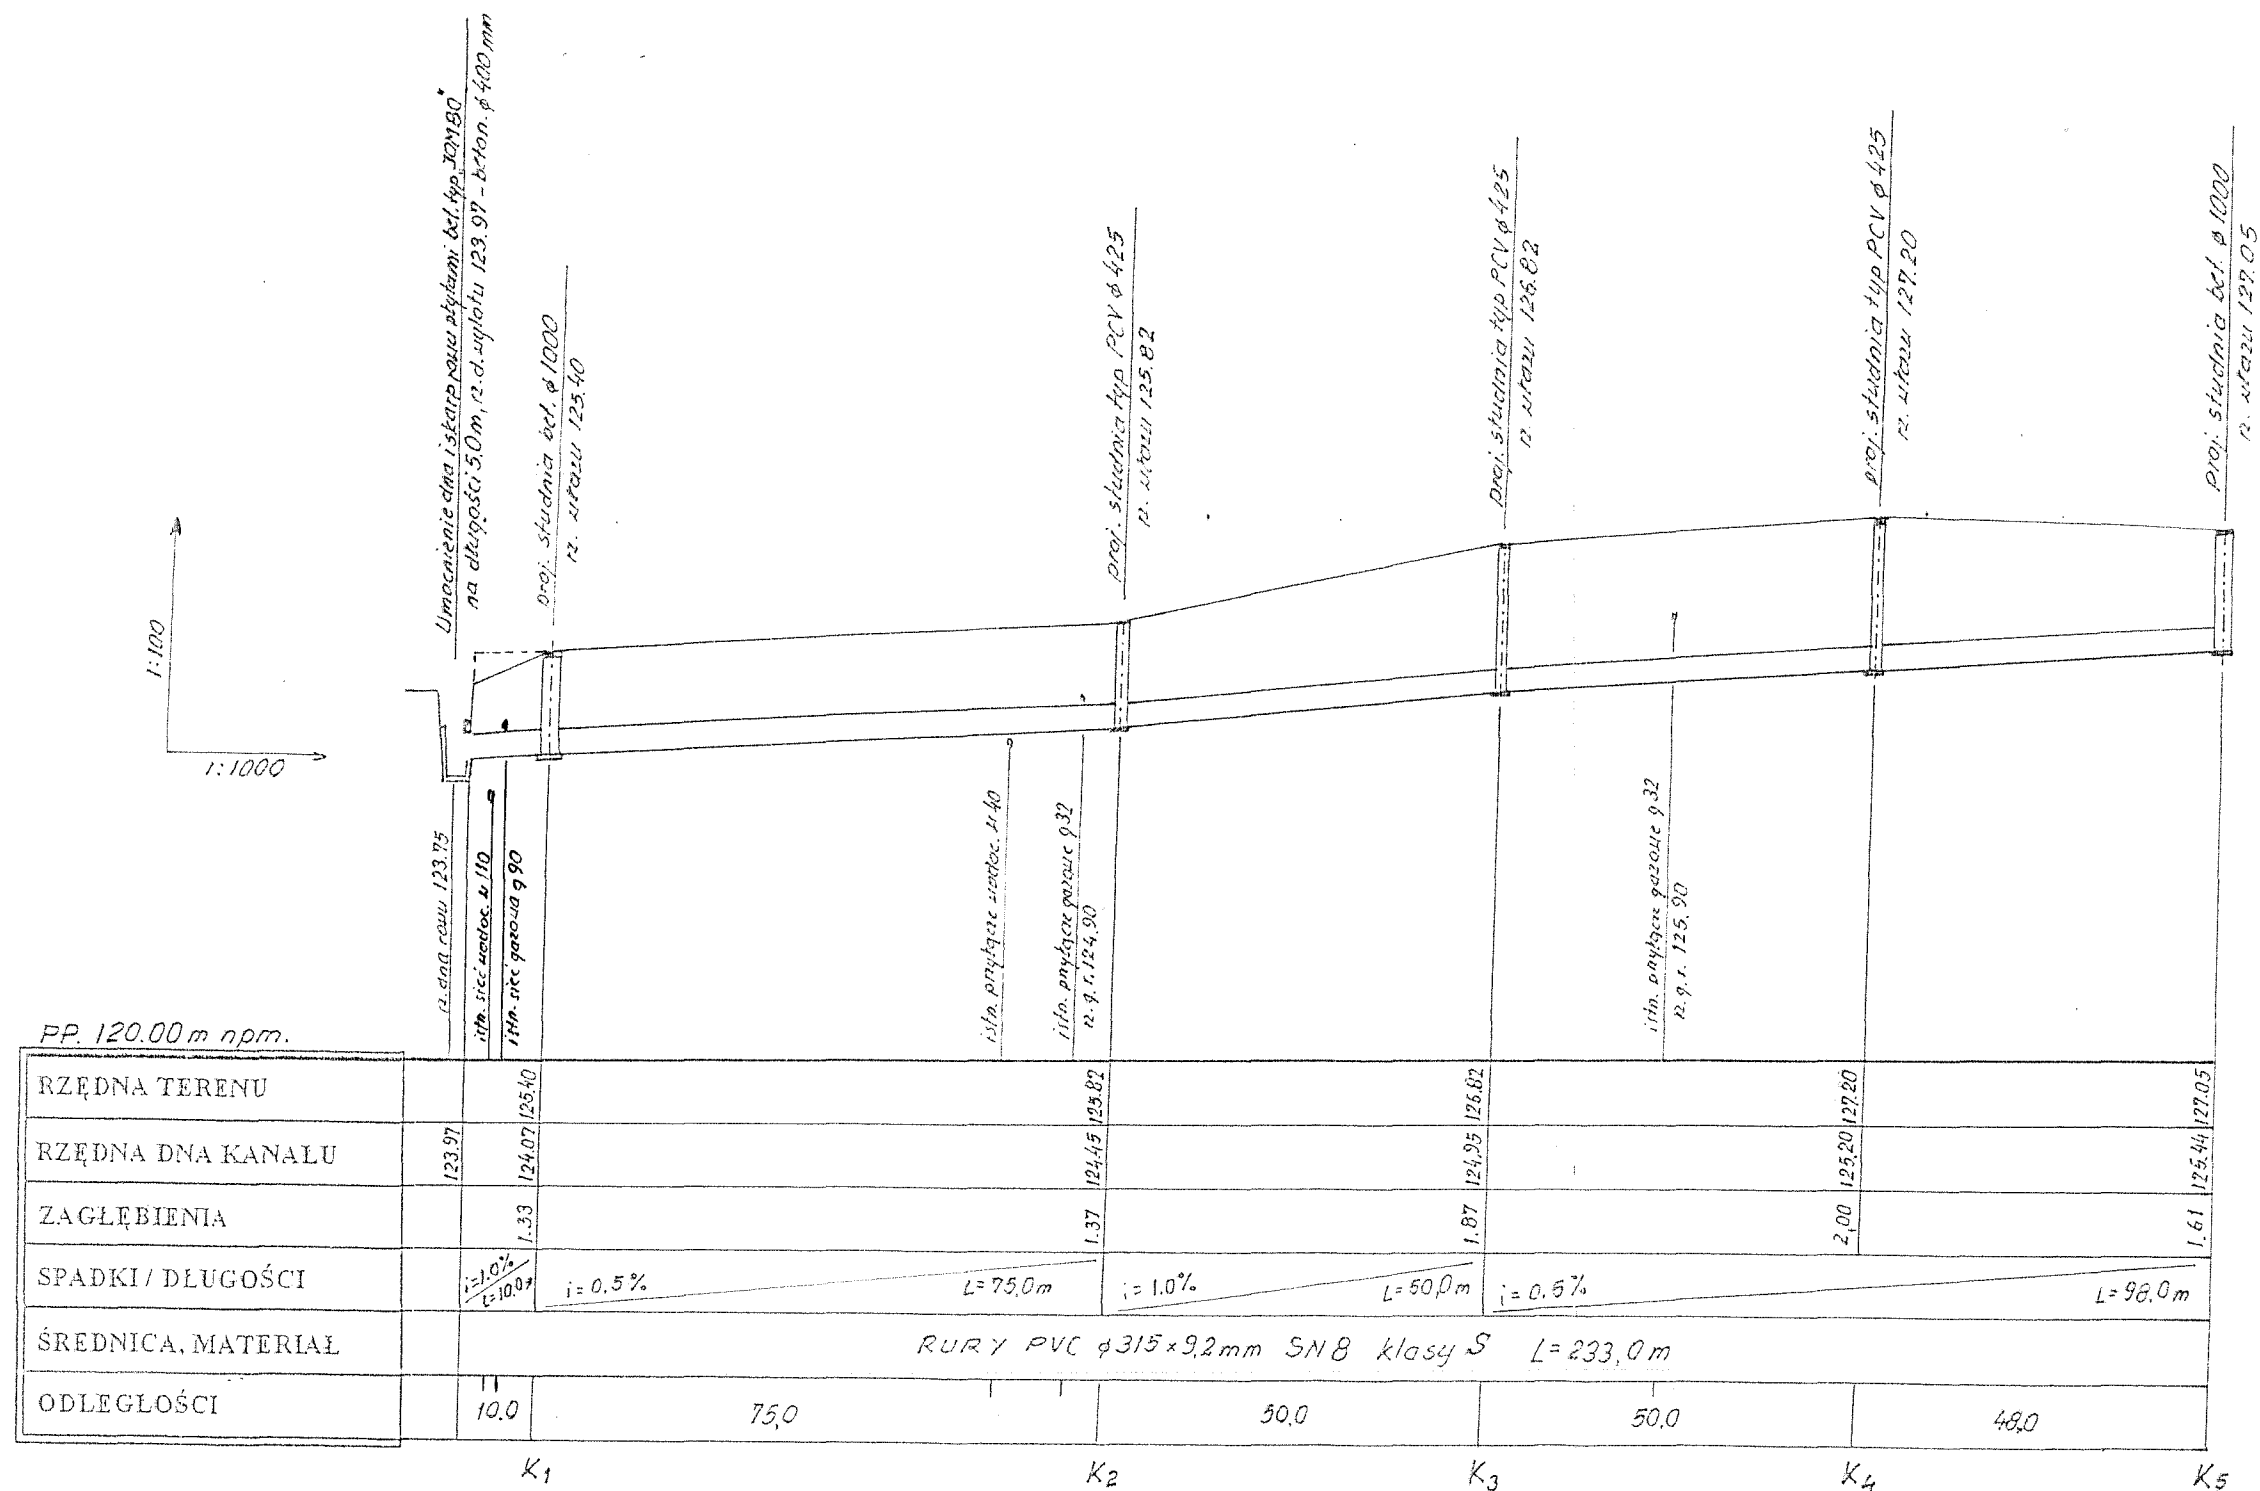 Umocnienie dna i skarp rowu płytami bet. typ „JOMBO"
na długości 5,0m, rz.d. wylotu 123.97 - beton. ϕ 400 mm
proj. studnia bet. ϕ 1000
rz. włazu 125.40
proj. studnia typ PCV ϕ 425
rz. włazu 125.82
proj. studnia typ PCV ϕ 425
rz. włazu 126.82
proj. studnia typ PCV ϕ 425
rz. włazu 127.20
proj. studnia bet. ϕ 1000
rz. włazu 127.05
1:100
1:1000
rz. dna rowu 123.75
istn. sieć wodoc. w 110
istn. sieć gazowa g 90
istn. przyłącze wodoc. w 40
istn. przyłącze gazowe g 32
rz. g. r. 124.90
istn. przyłącze gazowe g 32
rz. g. r. 125.90
PP. 120.00 m npm.
RZĘDNA TERENU
125.40 125.82 126.82 127.20 127.05
RZĘDNA DNA KANAŁU
123.97 124.07 124.45 124.95 125.20 125.44
ZAGŁĘBIENIA
1.33 1.37 1.87 2,00 1.61
SPADKI / DŁUGOŚCI
i=1.0% L=10.0 i=0,5% L=75,0m i=1.0% L=50,0m i=0,5% L=98,0m
ŚREDNICA, MATERIAŁ
RURY PVC ϕ315×9,2mm SN8 klasy S L=233,0m
ODLEGŁOŚCI
10.0 75,0 50,0 50,0 48,0
K1 K2 K3 K4 K5